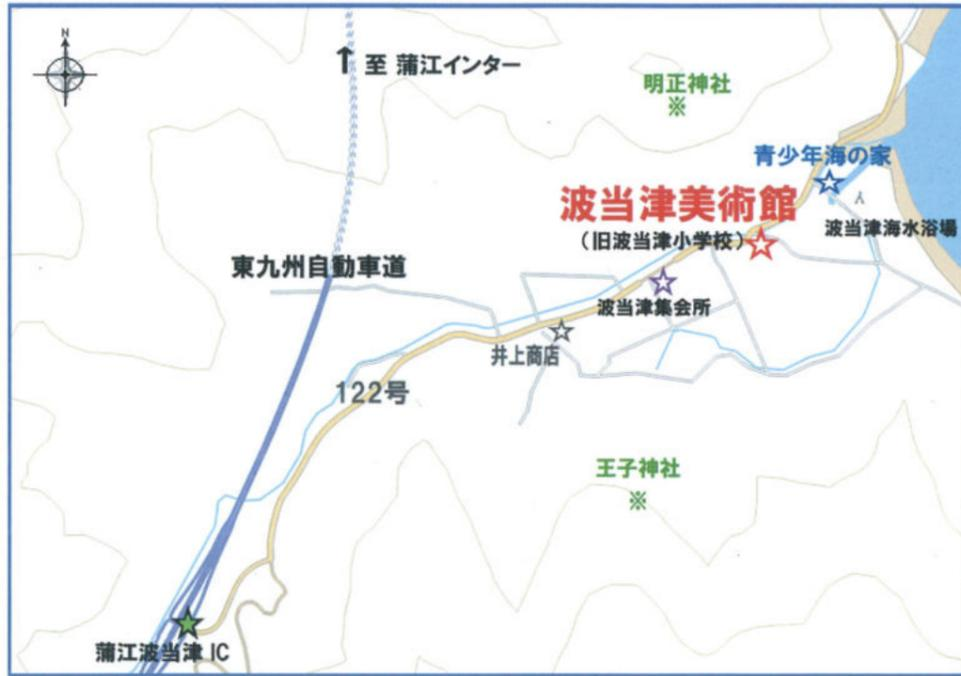 N
↑ 至 蒲江インター
明正神社
※
青少年海の家
波当津美術館
(旧波当津小学校)
波当津海水浴場
東九州自動車道
波当津集会所
井上商店
122号
王子神社
※
蒲江波当津 IC